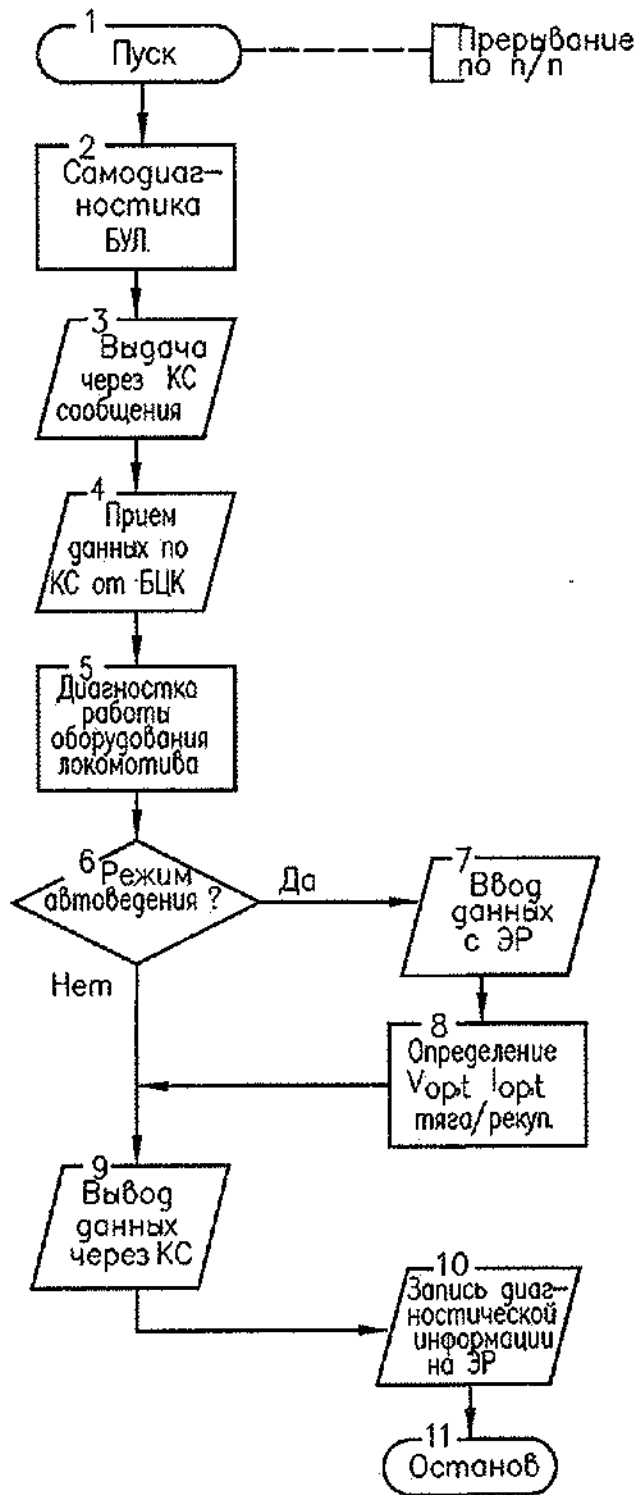 1
Пуск
Прерывание
по п/п
2
Самодиаг-
ностика
БУЛ.
3
Выдача
через КС
сообщения
4
Прием
данных по
КС от БЦК
5
Диагностка
работы
оборудования
локомотива
6 Режим
автоведения ?
Да
Нет
7
Ввод
данных
с ЭР
8
Определение
Vopt Iopt
тяга/рекуп.
9
Вывод
данных
через КС
10
Запись диаг-
ностической
информации
на ЭР
11
Останов